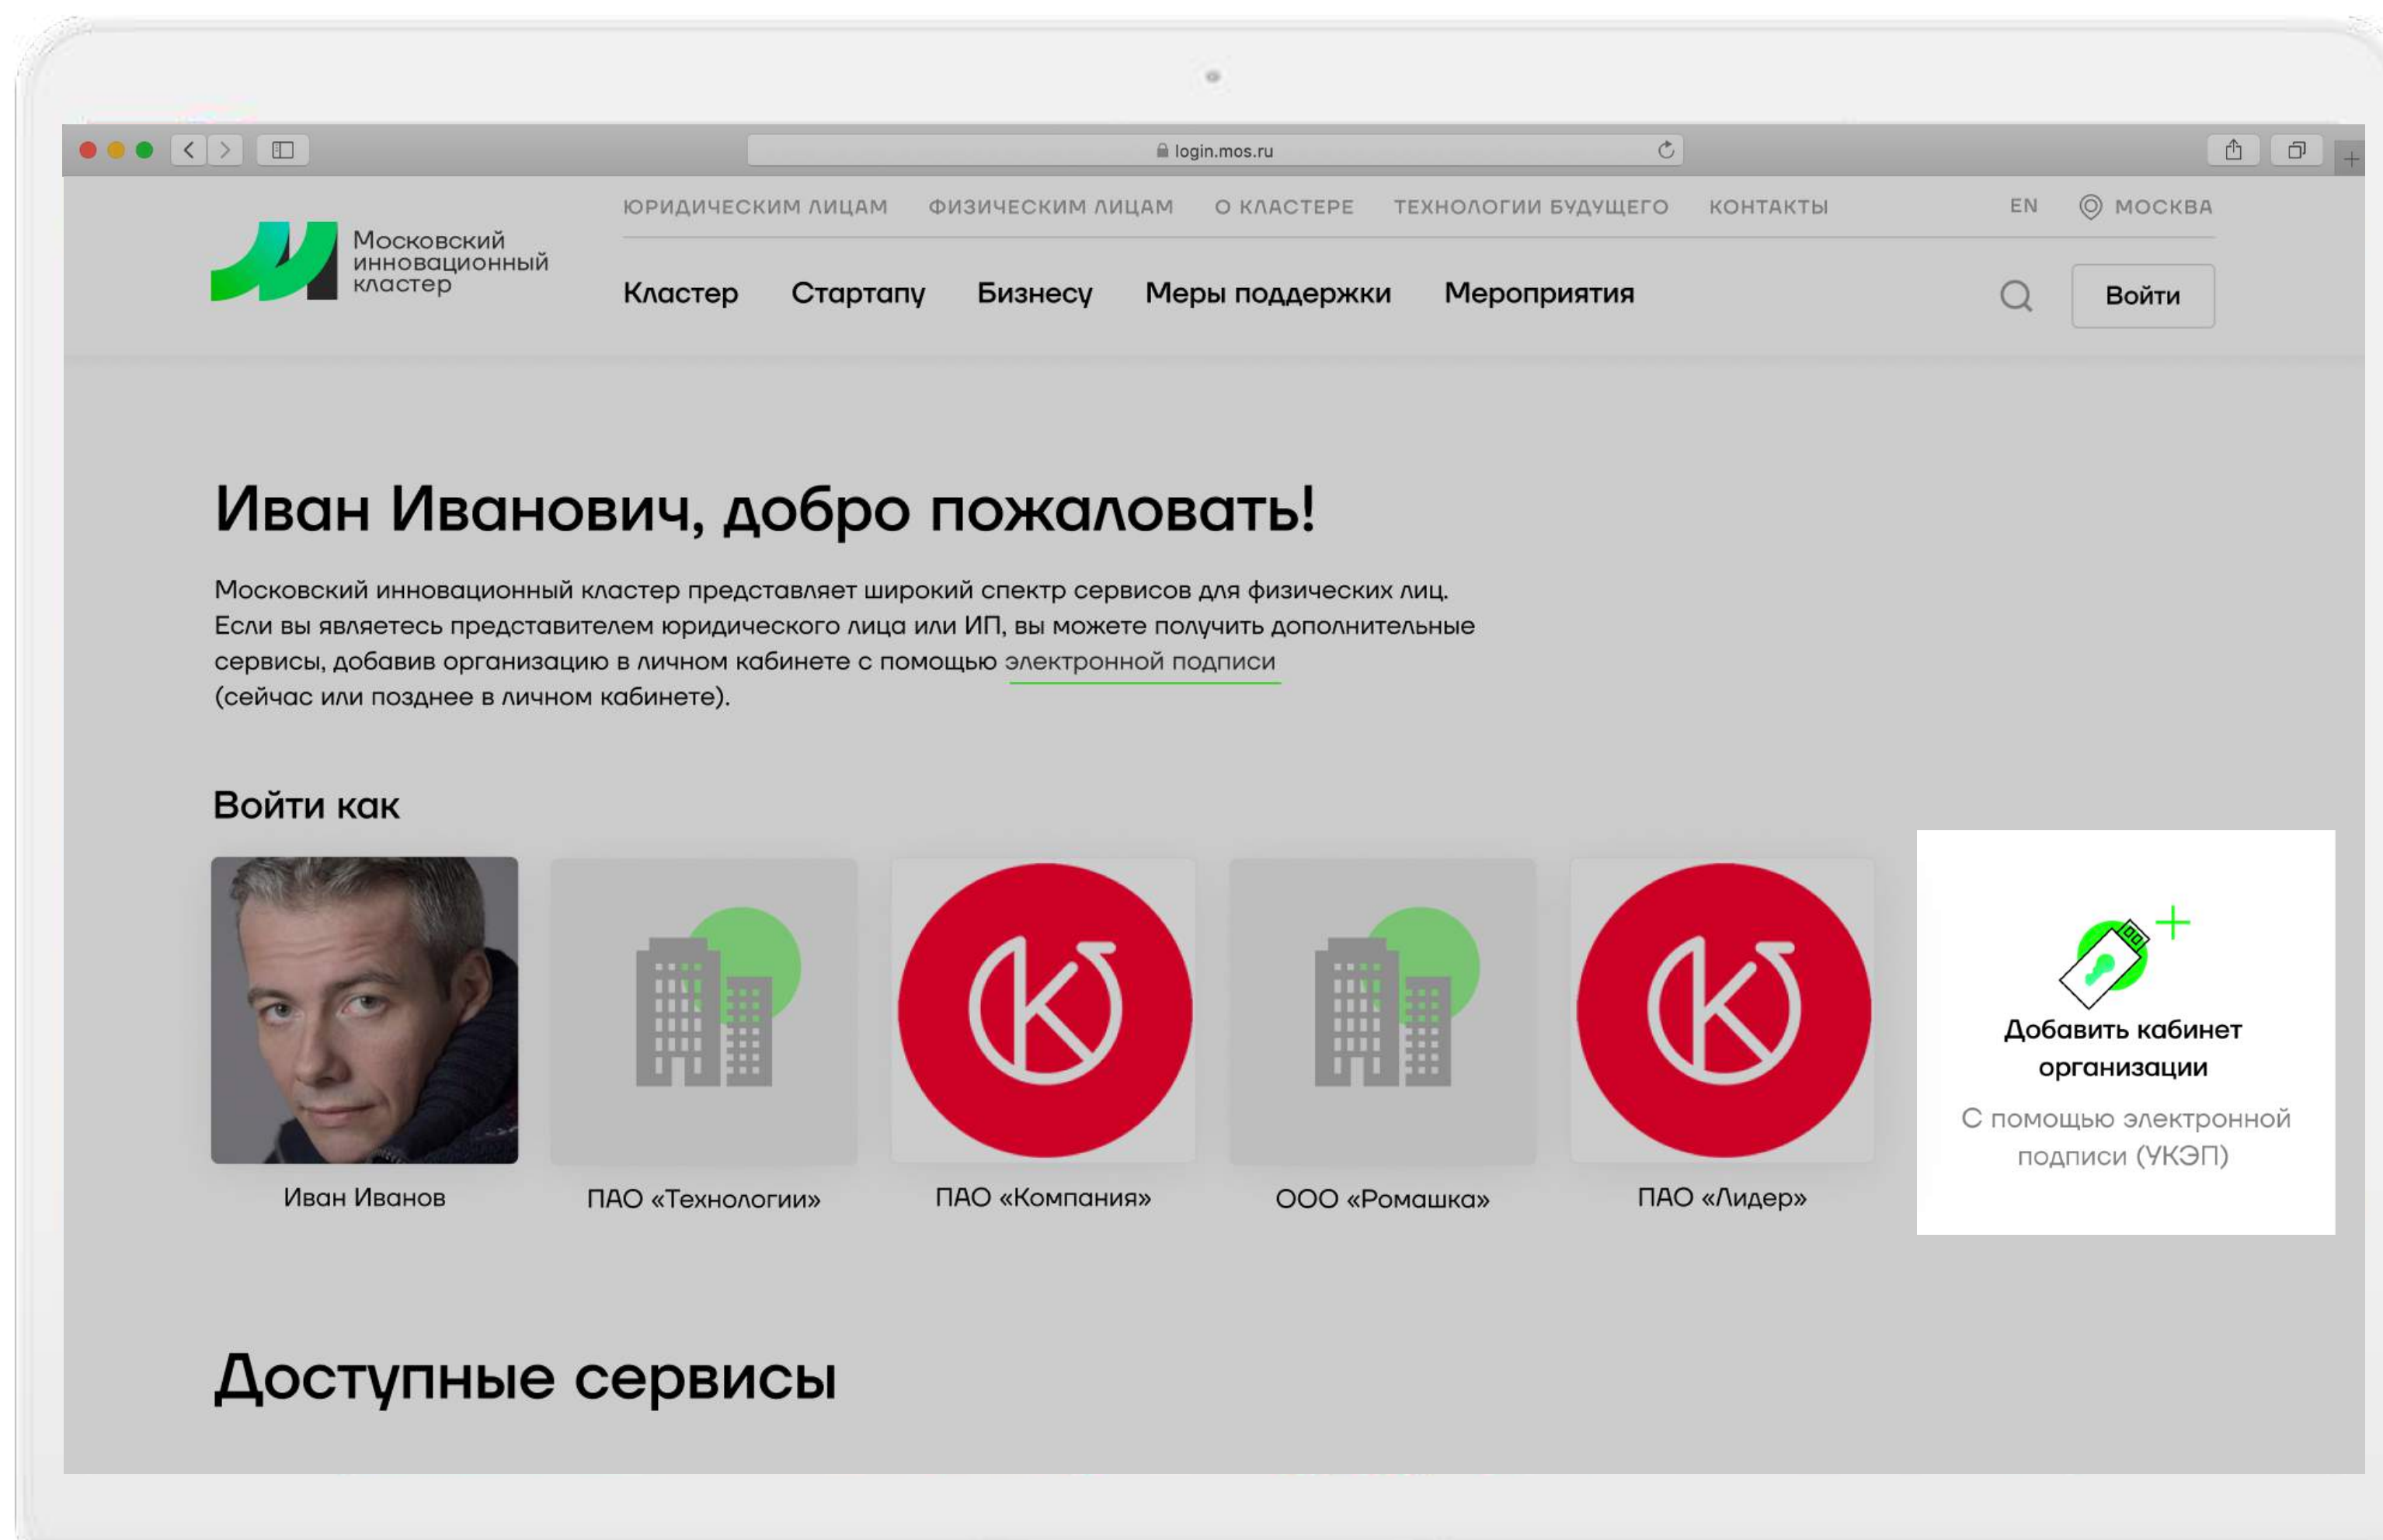 login.mos.ru
ЮРИДИЧЕСКИМ ЛИЦАМ ФИЗИЧЕСКИМ ЛИЦАМ О КЛАСТЕРЕ ТЕХНОЛОГИИ БУДУЩЕГО КОНТАКТЫ EN МОСКВА
Московский
инновационный
кластер
Кластер Стартапу Бизнесу Меры поддержки Мероприятия Войти
Иван Иванович, добро пожаловать!
Московский инновационный кластер представляет широкий спектр сервисов для физических лиц.
Если вы являетесь представителем юридического лица или ИП, вы можете получить дополнительные
сервисы, добавив организацию в личном кабинете с помощью электронной подписи
(сейчас или позднее в личном кабинете).
Войти как
Иван Иванов
ПАО «Технологии»
ПАО «Компания»
ООО «Ромашка»
ПАО «Лидер»
Добавить кабинет
организации
С помощью электронной
подписи (УКЭП)
Доступные сервисы